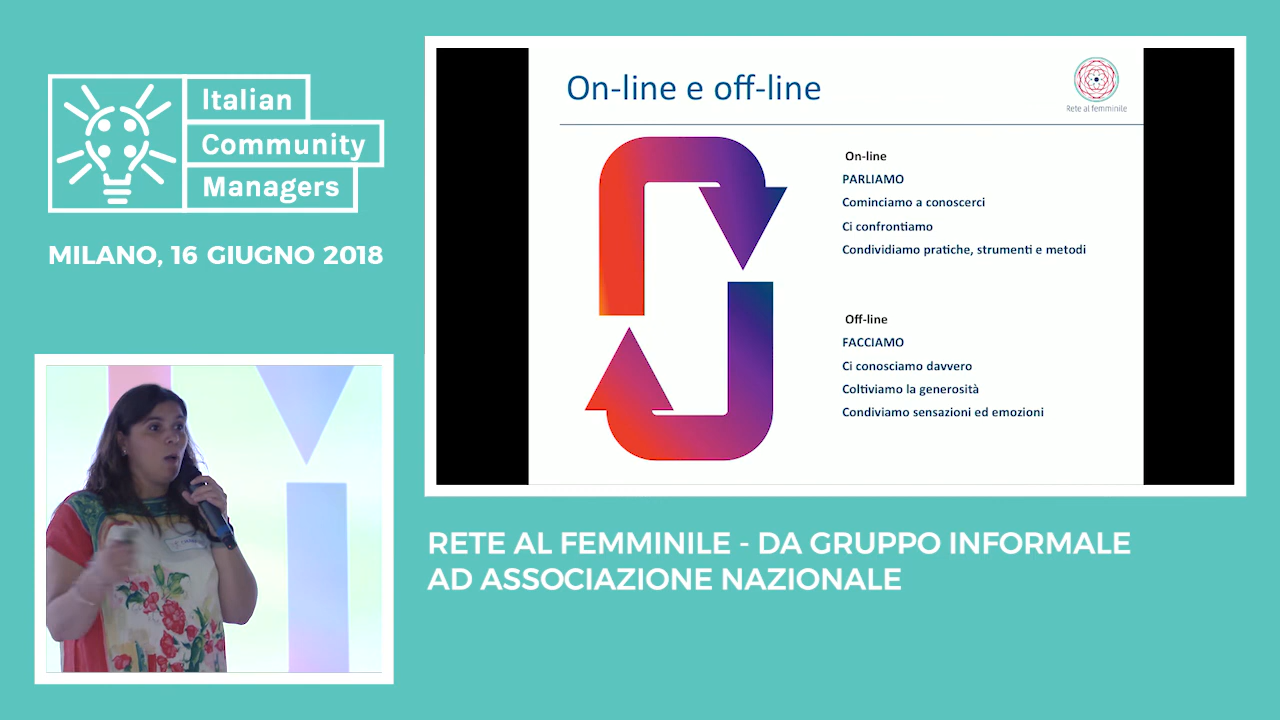 Italian
Community
Managers
MILANO, 16 GIUGNO 2018
On-line e off-line
Rete al femminile
On-line
PARLIAMO
Cominciamo a conoscerci
Ci confrontiamo
Condividiamo pratiche, strumenti e metodi
Off-line
FACCIAMO
Ci conosciamo davvero
Coltiviamo la generosità
Condiviamo sensazioni ed emozioni
RETE AL FEMMINILE - DA GRUPPO INFORMALE
AD ASSOCIAZIONE NAZIONALE